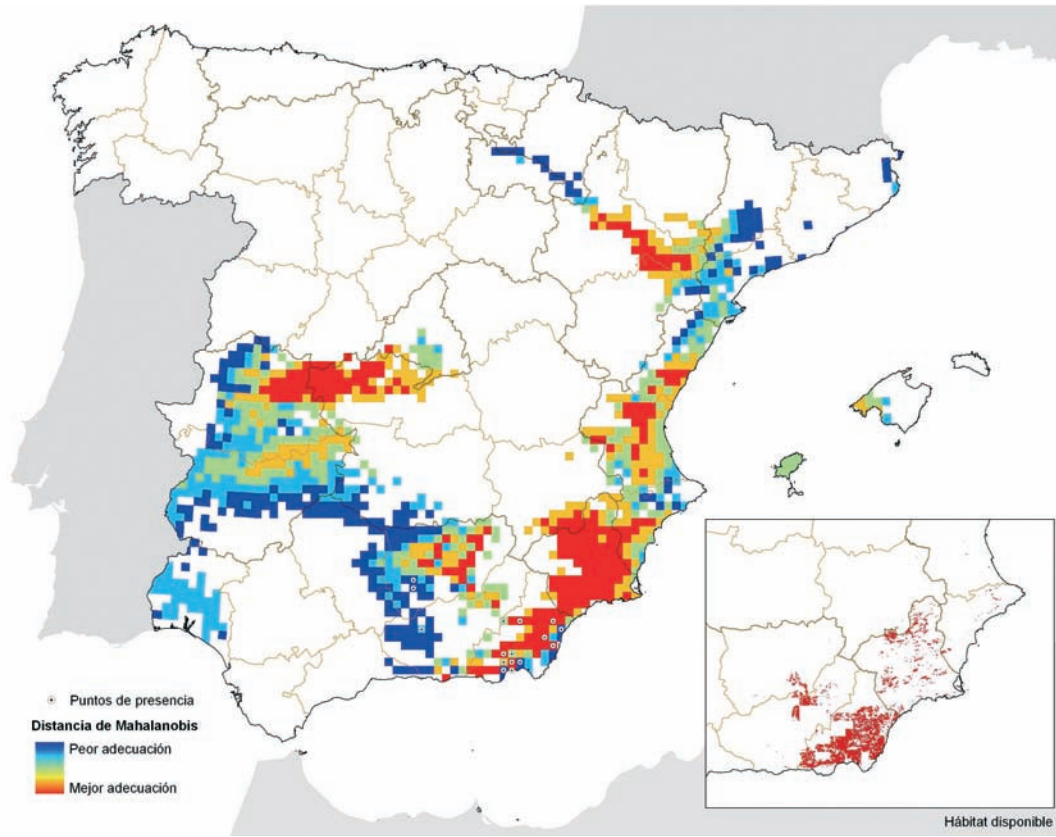 Puntos de presencia
Distancia de Mahalanobis
Peor adecuación
Mejor adecuación
Hábitat disponible